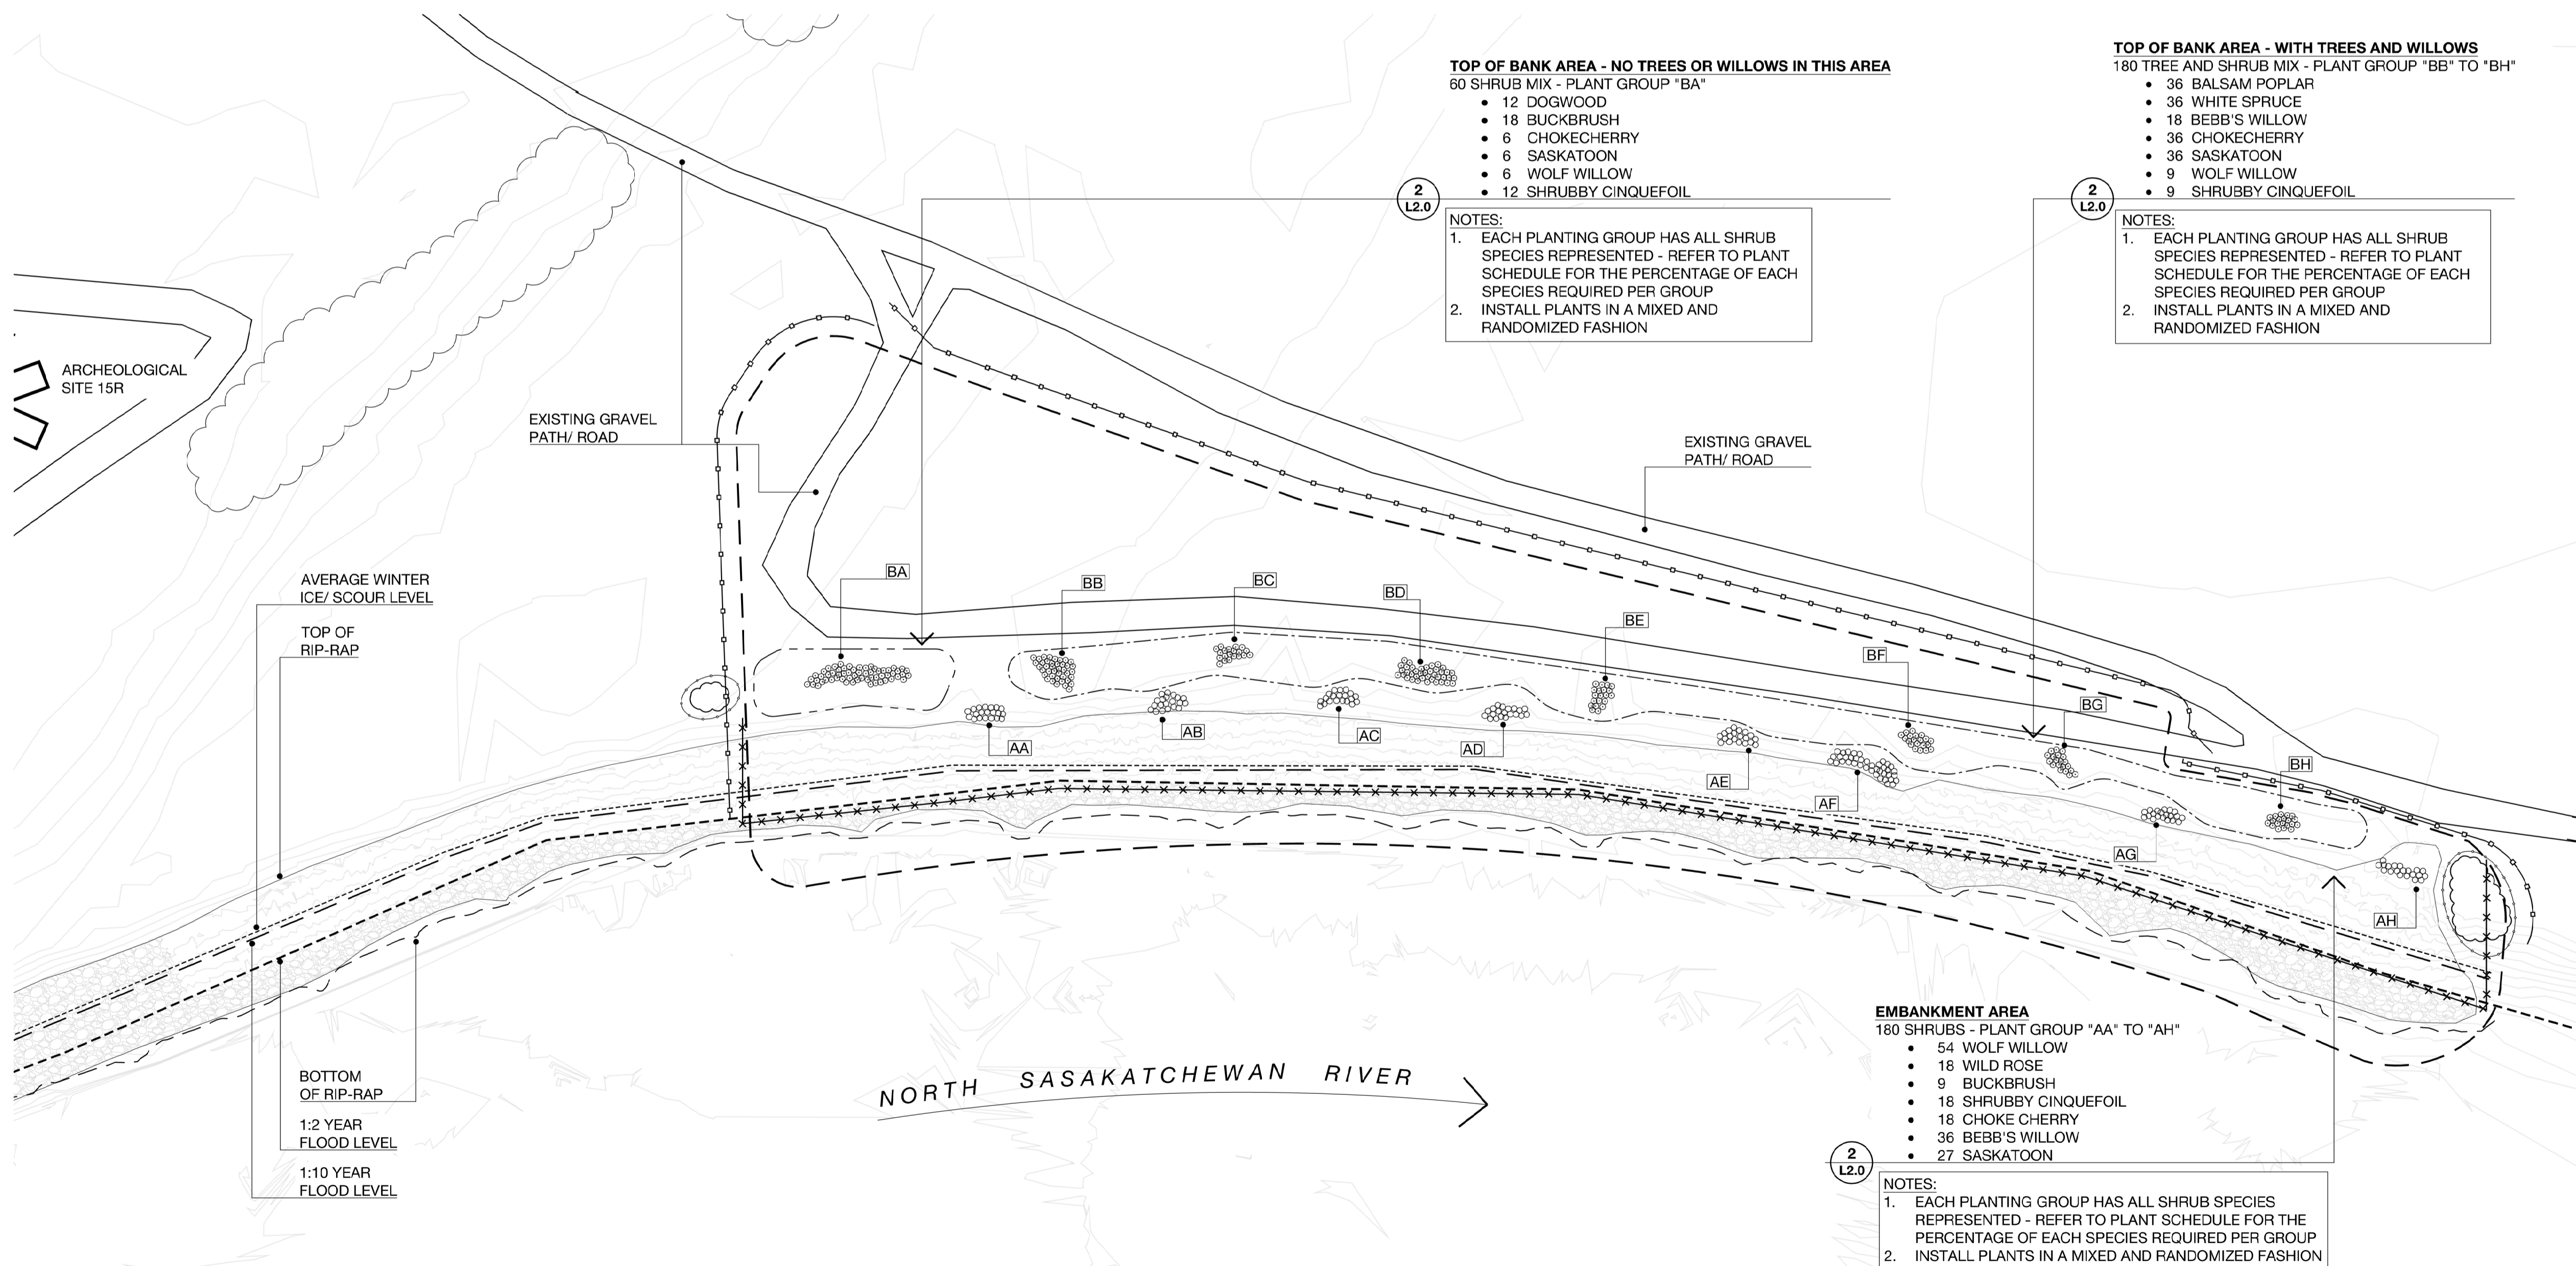 TOP OF BANK AREA - NO TREES OR WILLOWS IN THIS AREA
60 SHRUB MIX - PLANT GROUP "BA"
• 12 DOGWOOD
• 18 BUCKBRUSH
• 6 CHOKECHERRY
• 6 SASKATOON
• 6 WOLF WILLOW
• 12 SHRUBBY CINQUEFOIL
2
L2.0
NOTES:
1. EACH PLANTING GROUP HAS ALL SHRUB
SPECIES REPRESENTED - REFER TO PLANT
SCHEDULE FOR THE PERCENTAGE OF EACH
SPECIES REQUIRED PER GROUP
2. INSTALL PLANTS IN A MIXED AND
RANDOMIZED FASHION
TOP OF BANK AREA - WITH TREES AND WILLOWS
180 TREE AND SHRUB MIX - PLANT GROUP "BB" TO "BH"
• 36 BALSAM POPLAR
• 36 WHITE SPRUCE
• 18 BEBB'S WILLOW
• 36 CHOKECHERRY
• 36 SASKATOON
• 9 WOLF WILLOW
• 9 SHRUBBY CINQUEFOIL
2
L2.0
NOTES:
1. EACH PLANTING GROUP HAS ALL SHRUB
SPECIES REPRESENTED - REFER TO PLANT
SCHEDULE FOR THE PERCENTAGE OF EACH
SPECIES REQUIRED PER GROUP
2. INSTALL PLANTS IN A MIXED AND
RANDOMIZED FASHION
ARCHEOLOGICAL
SITE 15R
EXISTING GRAVEL
PATH/ ROAD
EXISTING GRAVEL
PATH/ ROAD
AVERAGE WINTER
ICE/ SCOUR LEVEL
TOP OF
RIP-RAP
BA
BB
BC
BD
BE
BF
BG
BH
AA
AB
AC
AD
AE
AF
AG
AH
BOTTOM
OF RIP-RAP
1:2 YEAR
FLOOD LEVEL
1:10 YEAR
FLOOD LEVEL
NORTH SASAKATCHEWAN RIVER
EMBANKMENT AREA
180 SHRUBS - PLANT GROUP "AA" TO "AH"
• 54 WOLF WILLOW
• 18 WILD ROSE
• 9 BUCKBRUSH
• 18 SHRUBBY CINQUEFOIL
• 18 CHOKE CHERRY
• 36 BEBB'S WILLOW
• 27 SASKATOON
2
L2.0
NOTES:
1. EACH PLANTING GROUP HAS ALL SHRUB SPECIES
REPRESENTED - REFER TO PLANT SCHEDULE FOR THE
PERCENTAGE OF EACH SPECIES REQUIRED PER GROUP
2. INSTALL PLANTS IN A MIXED AND RANDOMIZED FASHION